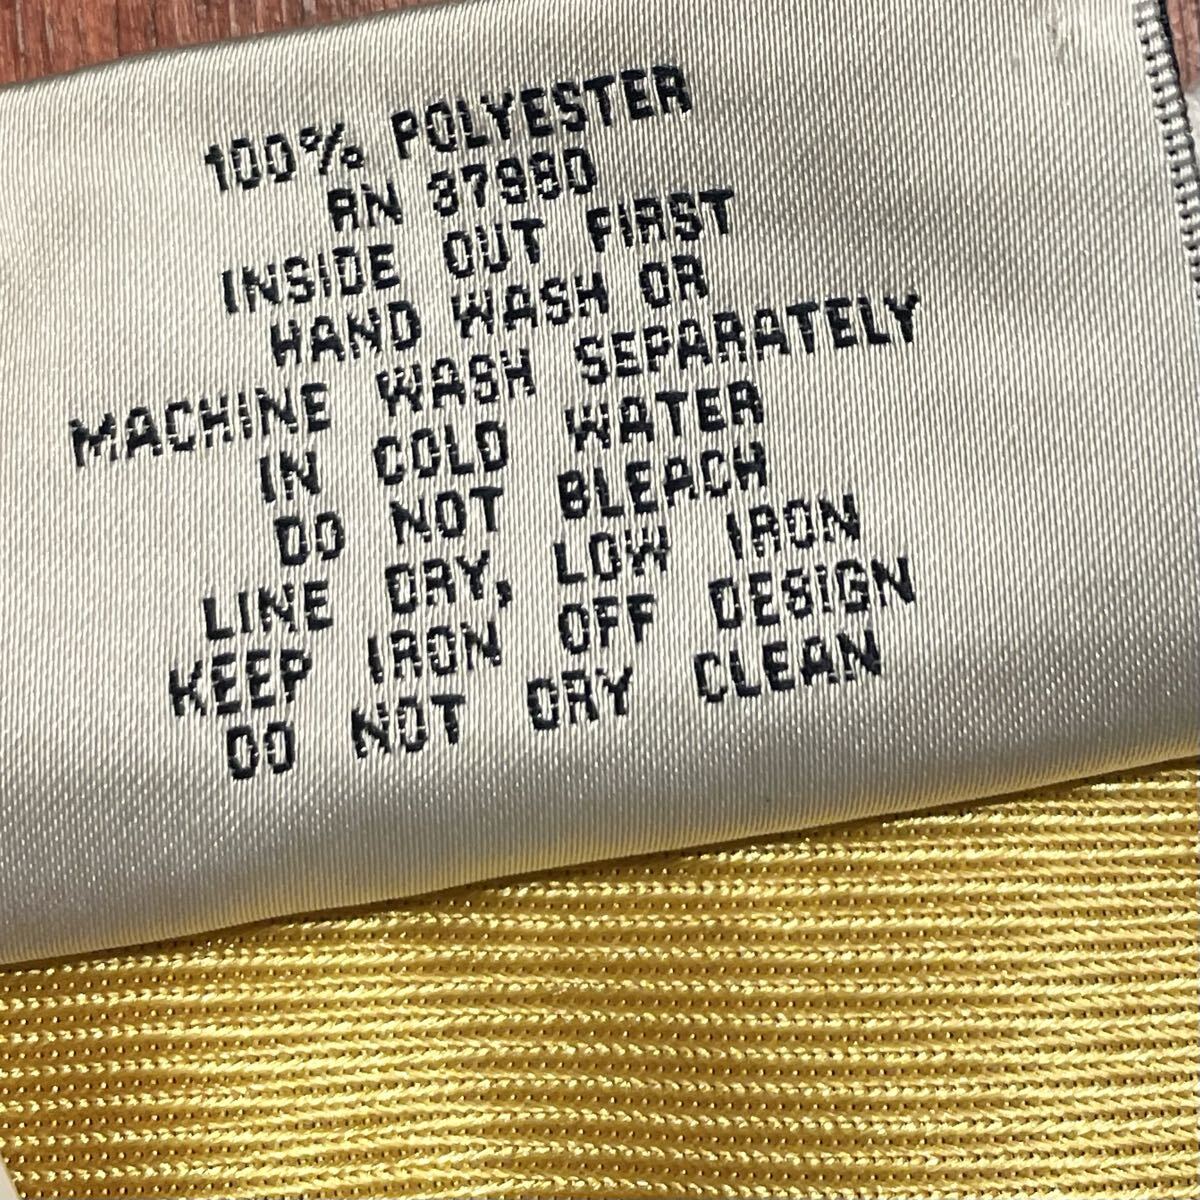 100% POLYESTER
RN 37980
INSIDE OUT FIRST
HAND WASH OR
MACHINE WASH SEPARATELY
IN COLD WATER
DO NOT BLEACH
LINE DRY, LOW IRON
KEEP IRON OFF DESIGN
DO NOT DRY CLEAN